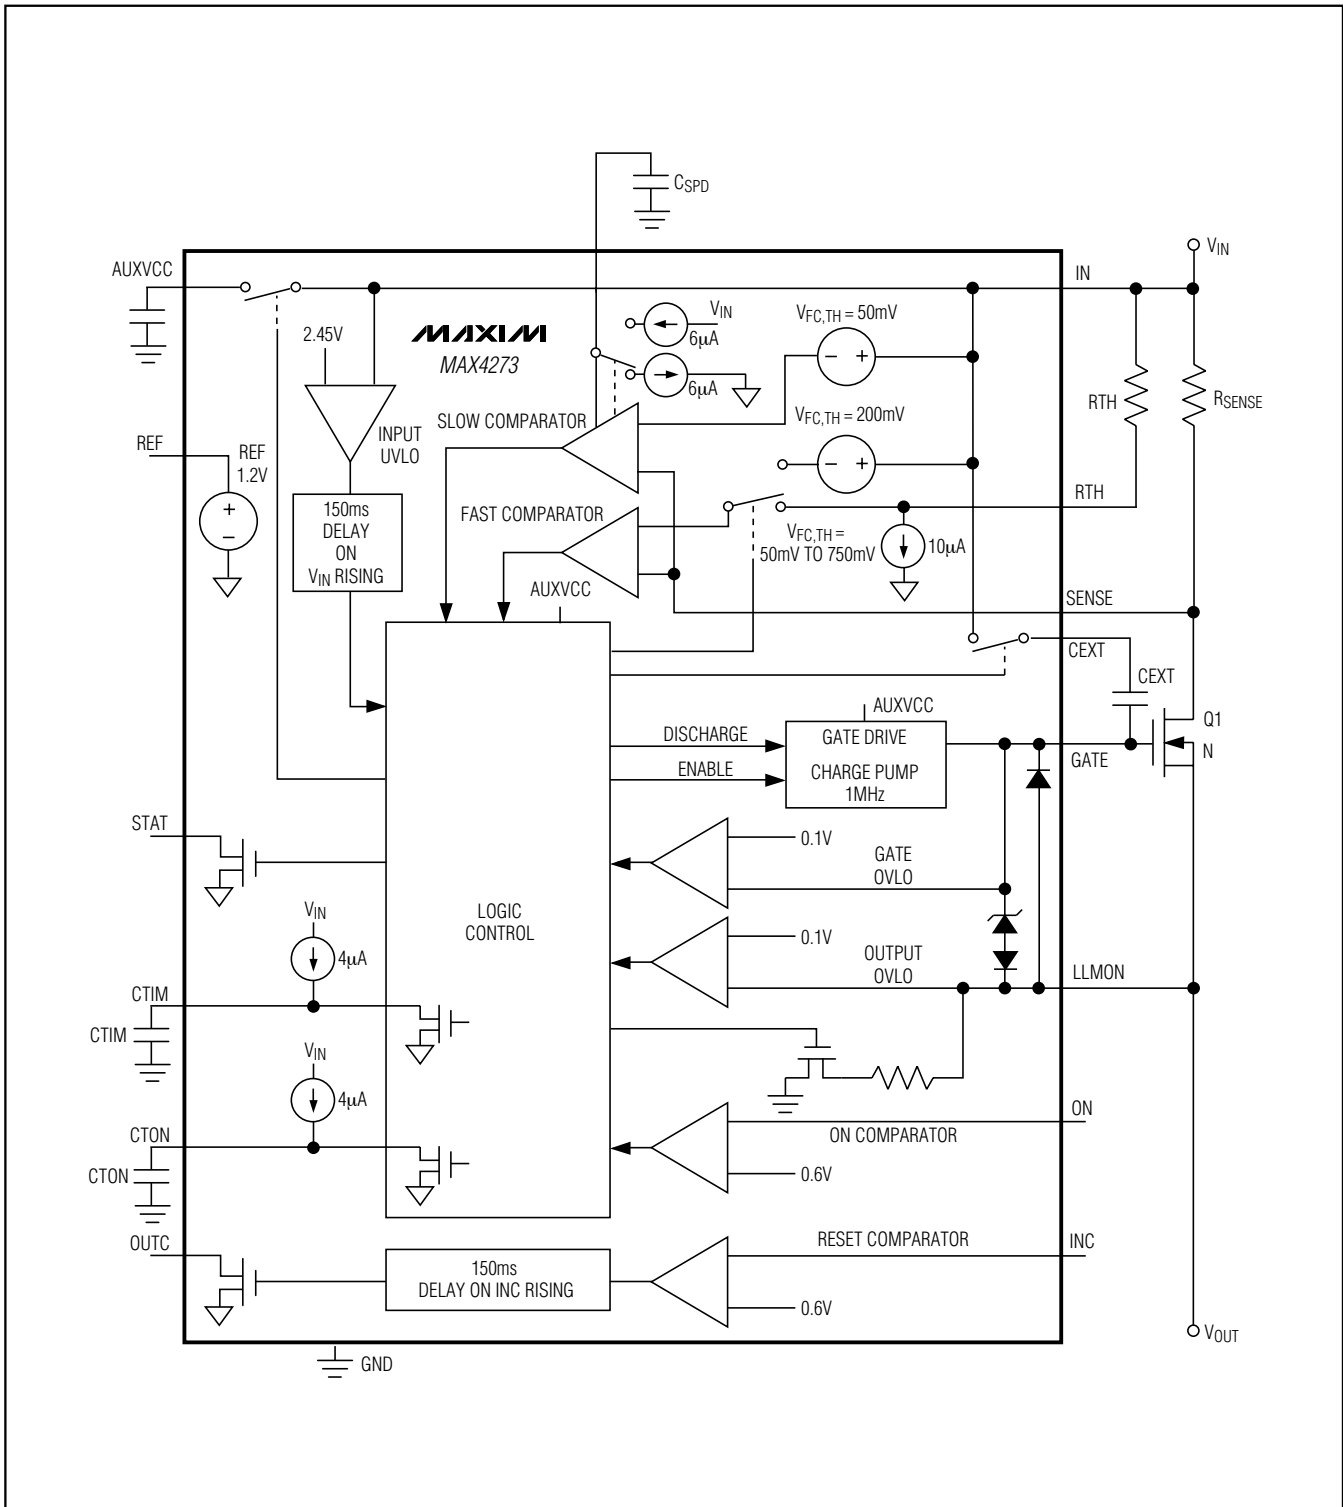 CSPD
VIN
AUXVCC
IN
2.45V
MAXIM
MAX4273
VIN
6μA
6μA
VFC,TH = 50mV
– +
RTH
RSENSE
SLOW COMPARATOR
VFC,TH = 200mV
– +
INPUT
UVLO
REF
REF
1.2V
+
–
RTH
150ms
DELAY
ON
VIN RISING
FAST COMPARATOR
VFC,TH =
50mV TO 750mV
10μA
AUXVCC
SENSE
CEXT
CEXT
AUXVCC
Q1
N
DISCHARGE
GATE DRIVE
ENABLE
CHARGE PUMP
1MHz
GATE
STAT
0.1V
GATE
OVLO
LOGIC
CONTROL
VIN
4μA
0.1V
OUTPUT
OVLO
LLMON
CTIM
CTIM
VIN
4μA
ON
ON COMPARATOR
CTON
CTON
0.6V
OUTC
RESET COMPARATOR
INC
150ms
DELAY ON INC RISING
0.6V
VOUT
GND